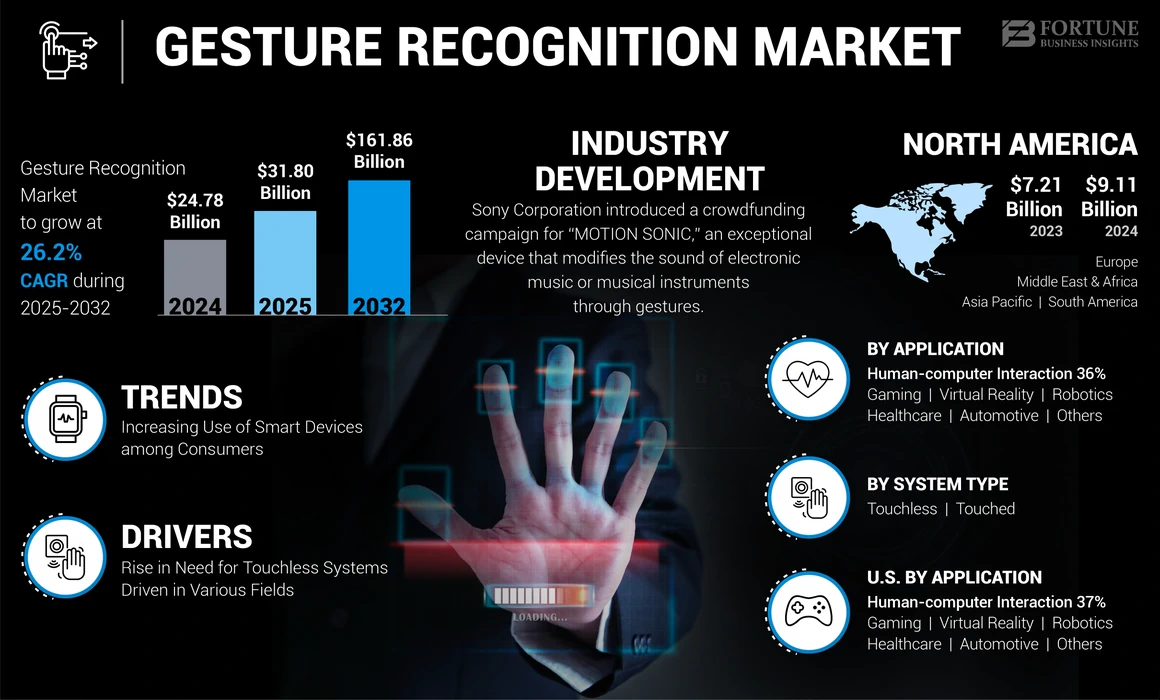 GESTURE RECOGNITION MARKET
FORTUNE
BUSINESS INSIGHTS
Gesture Recognition
Market
to grow at
26.2%
CAGR during
2025-2032
$24.78
Billion
2024
$31.80
Billion
2025
$161.86
Billion
2032
INDUSTRY
DEVELOPMENT
Sony Corporation introduced a crowdfunding
campaign for “MOTION SONIC,” an exceptional
device that modifies the sound of electronic
music or musical instruments
through gestures.
NORTH AMERICA
$7.21
Billion
2023
$9.11
Billion
2024
Europe
Middle East & Africa
Asia Pacific | South America
TRENDS
Increasing Use of Smart Devices
among Consumers
DRIVERS
Rise in Need for Touchless Systems
Driven in Various Fields
LOADING...
BY APPLICATION
Human-computer Interaction 36%
Gaming | Virtual Reality | Robotics
Healthcare | Automotive | Others
BY SYSTEM TYPE
Touchless | Touched
U.S. BY APPLICATION
Human-computer Interaction 37%
Gaming | Virtual Reality | Robotics
Healthcare | Automotive | Others